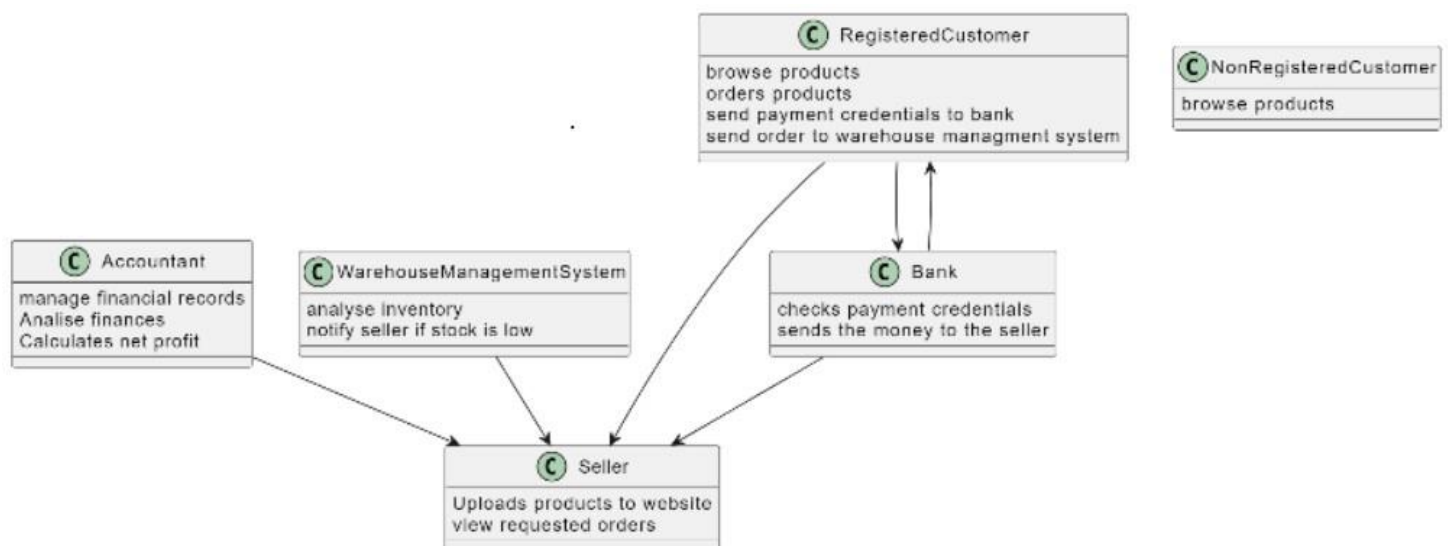 C RegisteredCustomer
browse products
orders products
send payment credentials to bank
send order to warehouse managment system
C NonRegisteredCustomer
browse products
C Accountant
manage financial records
Analise finances
Calculates net profit
C WarehouseManagementSystem
analyse inventory
notify seller if stock is low
C Bank
checks payment credentials
sends the money to the seller
C Seller
Uploads products to website
view requested orders